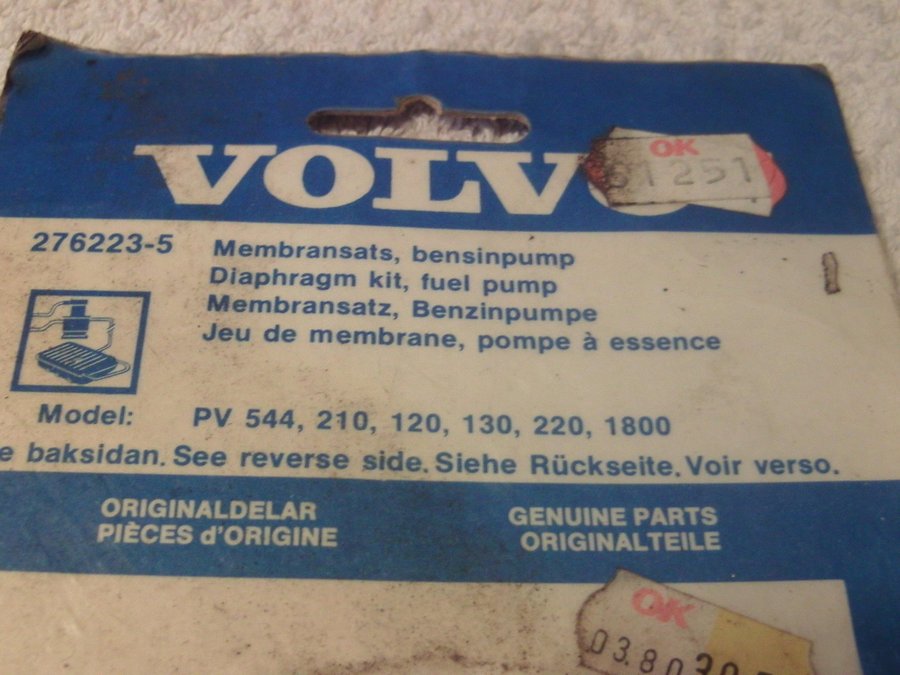 VOLVO
OK
51251
276223-5
Membransats, bensinpump
Diaphragm kit, fuel pump
Membransatz, Benzinpumpe
Jeu de membrane, pompe à essence
Model: PV 544, 210, 120, 130, 220, 1800
e baksidan. See reverse side. Siehe Rückseite. Voir verso.
ORIGINALDELAR
PIÈCES d'ORIGINE
GENUINE PARTS
ORIGINALTEILE
OK